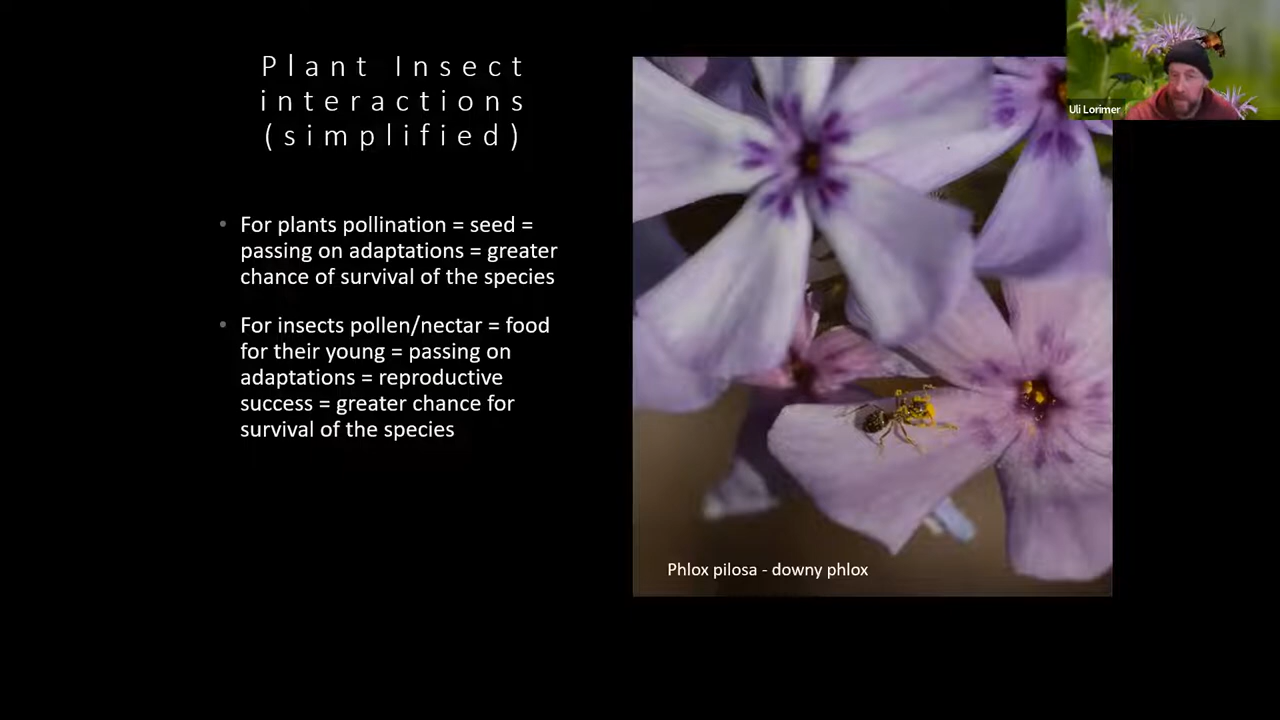 Plant Insect
interactions
(simplified)
• For plants pollination = seed =
passing on adaptations = greater
chance of survival of the species
• For insects pollen/nectar = food
for their young = passing on
adaptations = reproductive
success = greater chance for
survival of the species
Phlox pilosa - downy phlox
Uli Lorimer